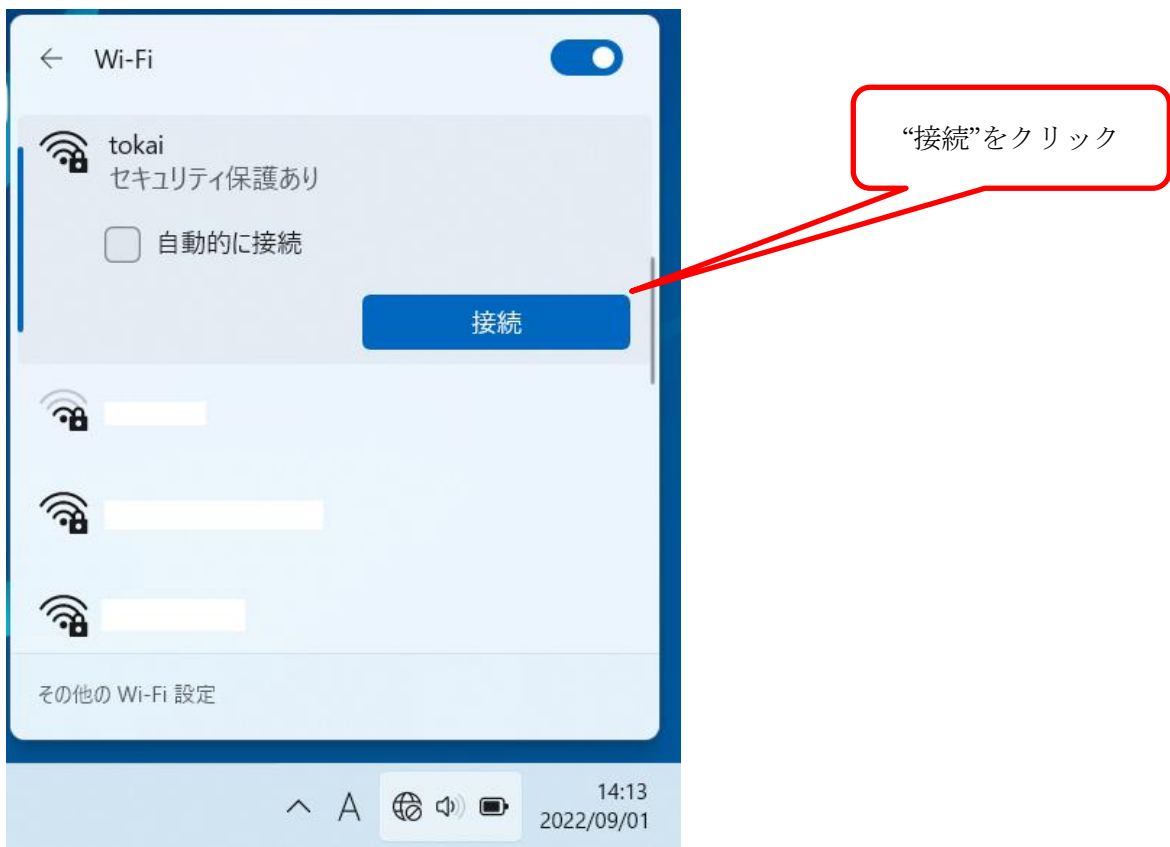 ← Wi-Fi
tokai
セキュリティ保護あり
自動的に接続
接続
“接続”をクリック
その他の Wi-Fi 設定
A
14:13
2022/09/01